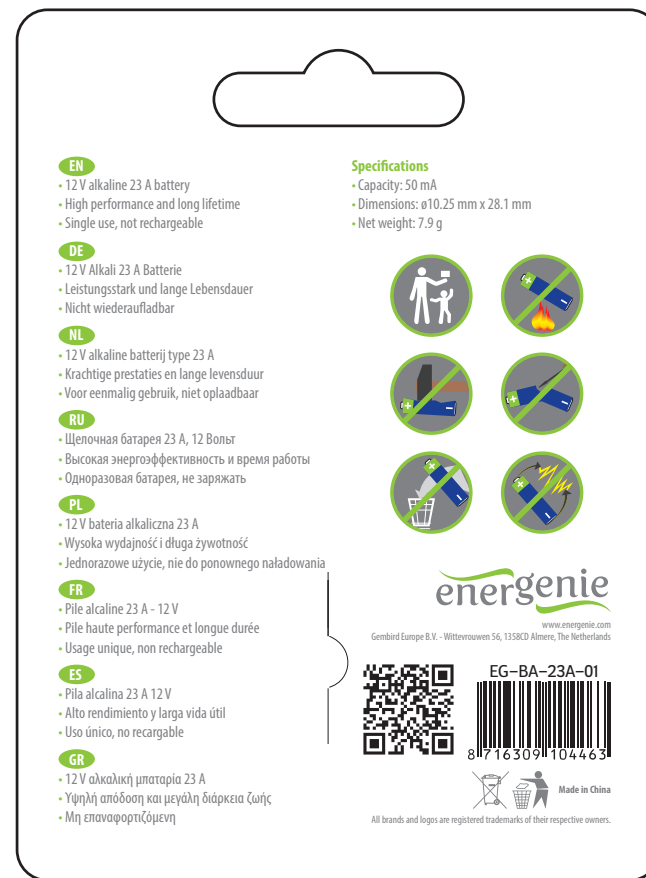 EN
• 12 V alkaline 23 A battery
• High performance and long lifetime
• Single use, not rechargeable
DE
• 12 V Alkali 23 A Batterie
• Leistungsstark und lange Lebensdauer
• Nicht wiederaufladbar
NL
• 12 V alkaline batterij type 23 A
• Krachtige prestaties en lange levensduur
• Voor eenmalig gebruik, niet oplaadbaar
RU
• Щелочная батарея 23 А, 12 Вольт
• Высокая энергоэффективность и время работы
• Одноразовая батарея, не заряжать
PL
• 12 V bateria alkaliczna 23 A
• Wysoka wydajność i długa żywotność
• Jednorazowe użycie, nie do ponownego naładowania
FR
• Pile alcaline 23 A - 12 V
• Pile haute performance et longue durée
• Usage unique, non rechargeable
ES
• Pila alcalina 23 A 12 V
• Alto rendimiento y larga vida útil
• Uso único, no recargable
GR
• 12 V αλκαλική μπαταρία 23 A
• Υψηλή απόδοση και μεγάλη διάρκεια ζωής
• Μη επαναφορτιζόμενη
Specifications
• Capacity: 50 mA
• Dimensions: ø10.25 mm x 28.1 mm
• Net weight: 7.9 g
energenie
www.energenie.com
Gembird Europe B.V. - Wittevrouwen 56, 1358CD Almere, The Netherlands
EG-BA-23A-01
8 716309 104463
Made in China
All brands and logos are registered trademarks of their respective owners.